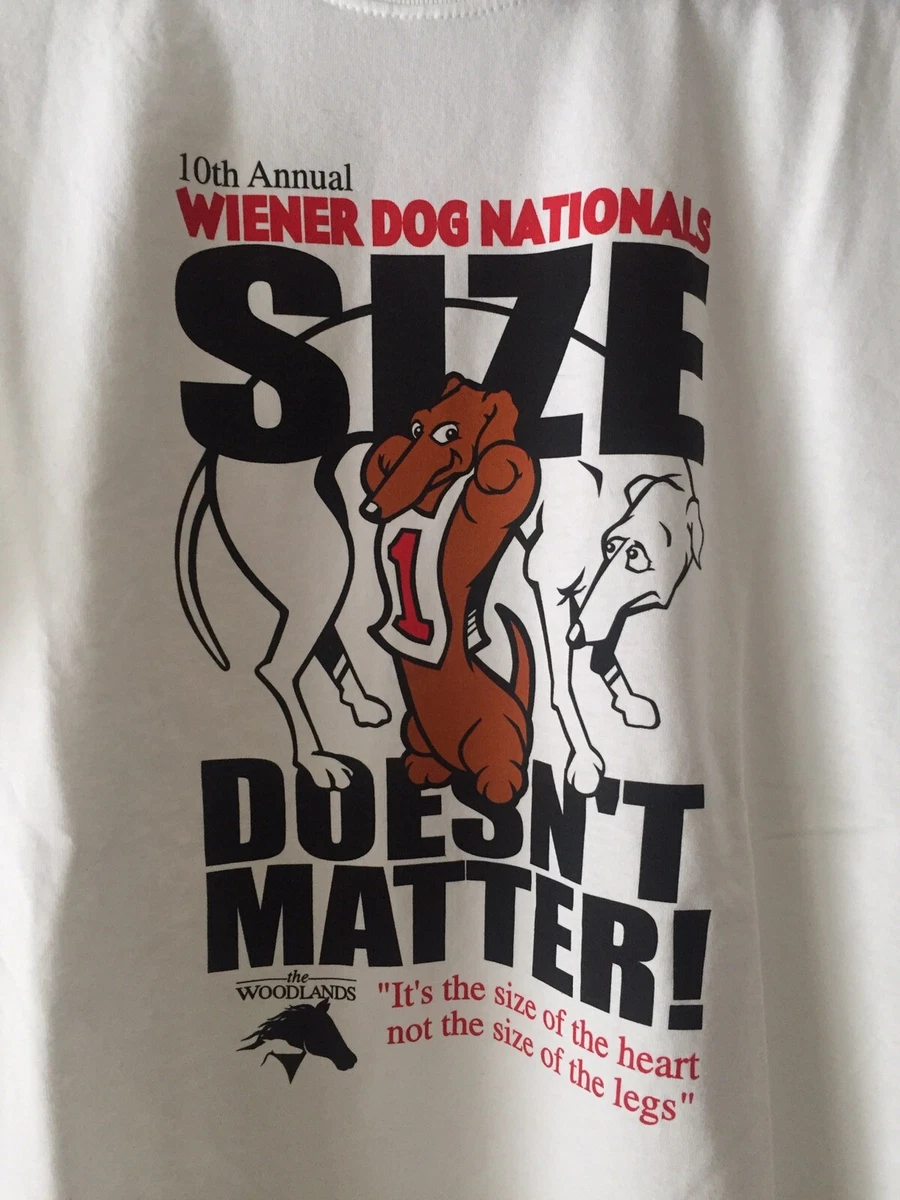 10th Annual
WIENER DOG NATIONALS
SIZE
1
DOESN'T
MATTER!
the
WOODLANDS
"It's the size of the heart
not the size of the legs"